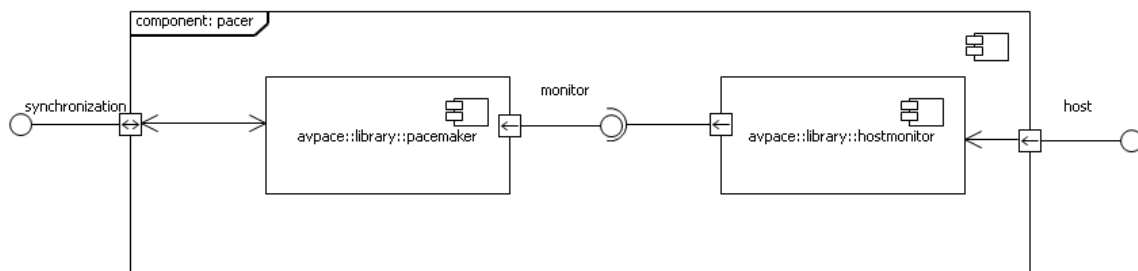 component: pacer
synchronization
monitor
host
avpace::library::pacemaker
avpace::library::hostmonitor